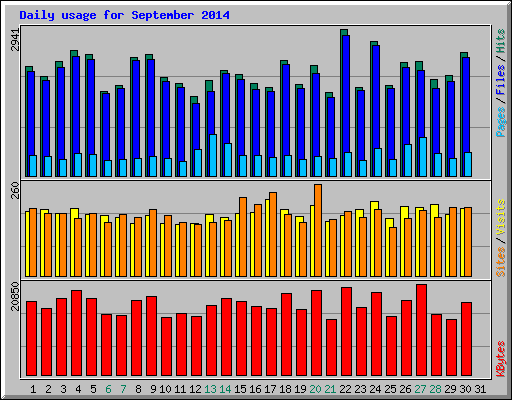 Daily usage for September 2014
2941
Pages / Files / Hits
260
Sites / Visits
20850
KBytes
1 2 3 4 5 6 7 8 9 10 11 12 13 14 15 16 17 18 19 20 21 22 23 24 25 26 27 28 29 30 31